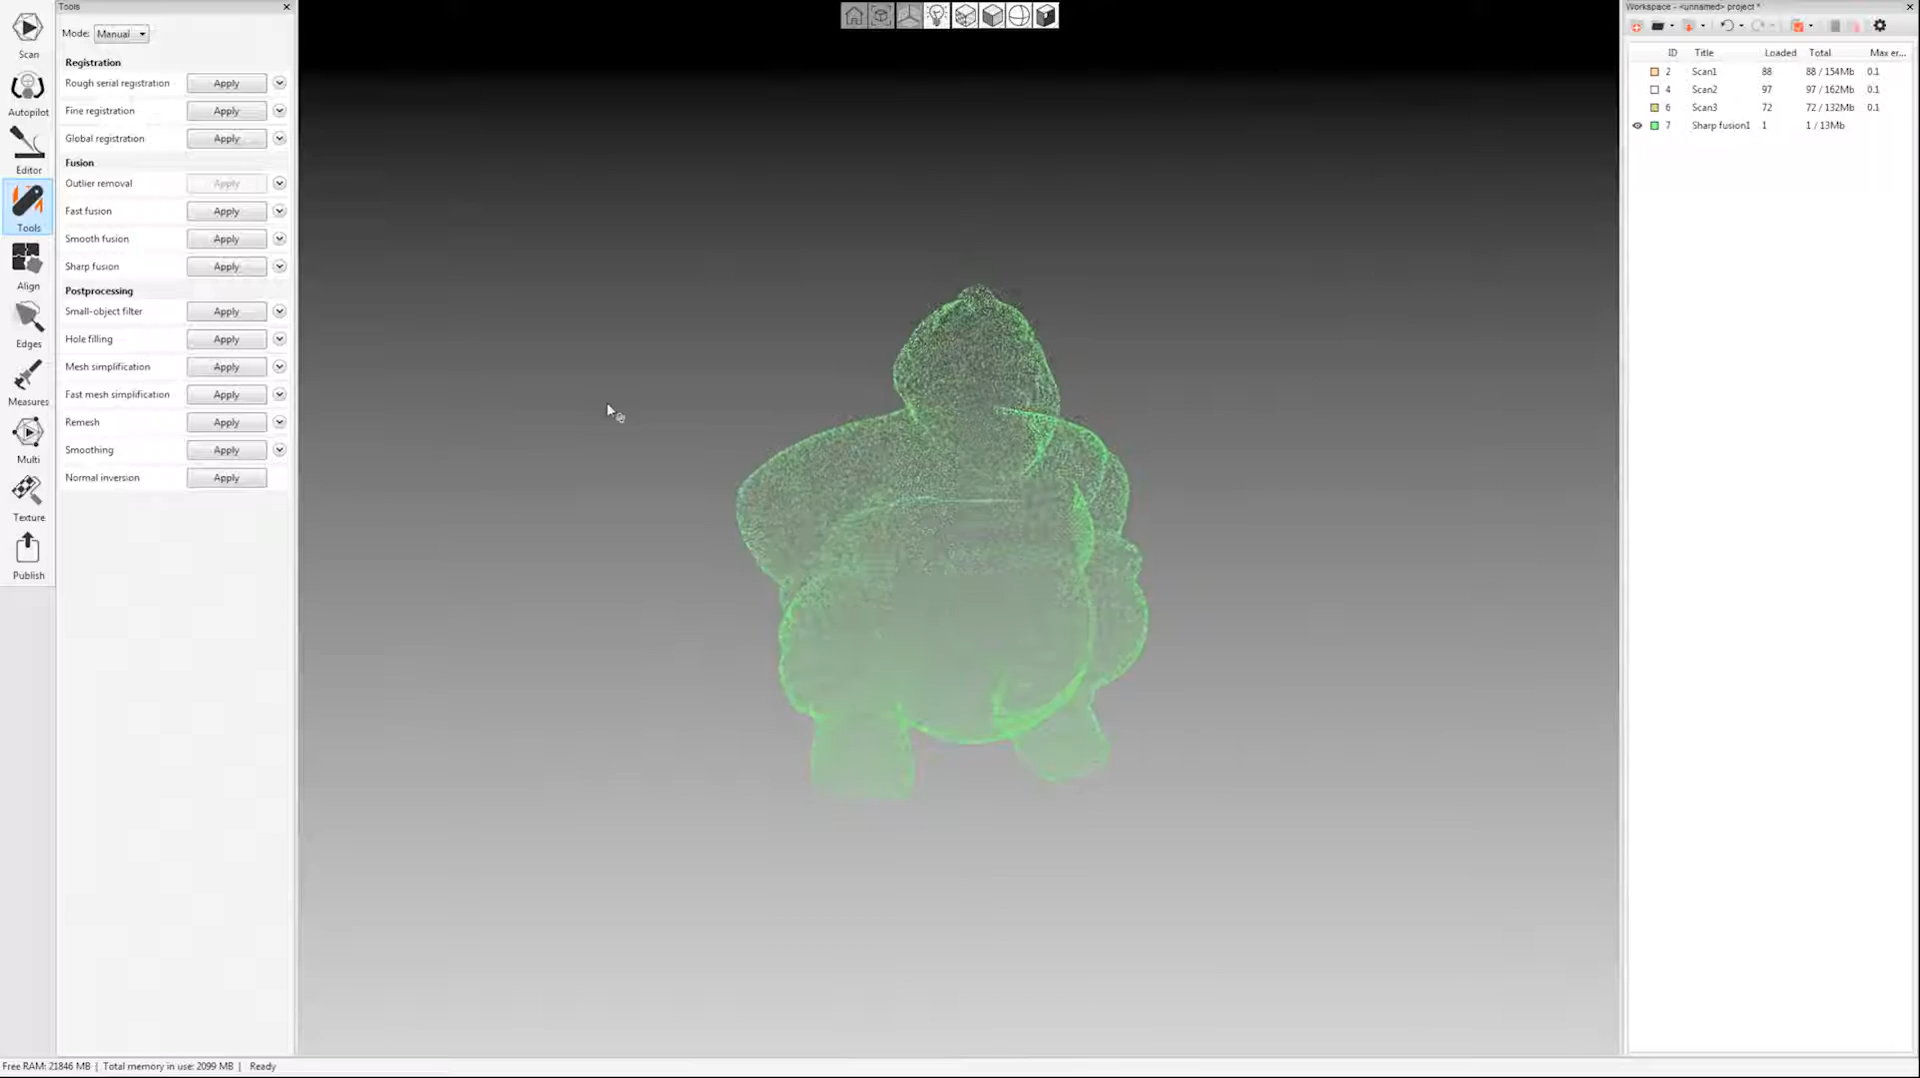 Tools
Workspace - <unnamed> project *
Scan
Autopilot
Editor
Tools
Align
Edges
Measures
Multi
Texture
Publish
Mode: Manual
Registration
Rough serial registration Apply
Fine registration Apply
Global registration Apply
Fusion
Outlier removal Apply
Fast fusion Apply
Smooth fusion Apply
Sharp fusion Apply
Postprocessing
Small-object filter Apply
Hole filling Apply
Mesh simplification Apply
Fast mesh simplification Apply
Remesh Apply
Smoothing Apply
Normal inversion Apply
ID Title Loaded Total Max er...
2 Scan1 88 88 / 154Mb 0.1
4 Scan2 97 97 / 162Mb 0.1
6 Scan3 72 72 / 132Mb 0.1
7 Sharp fusion1 1 1 / 13Mb
Free RAM: 21846 MB | Total memory in use: 2099 MB | Ready